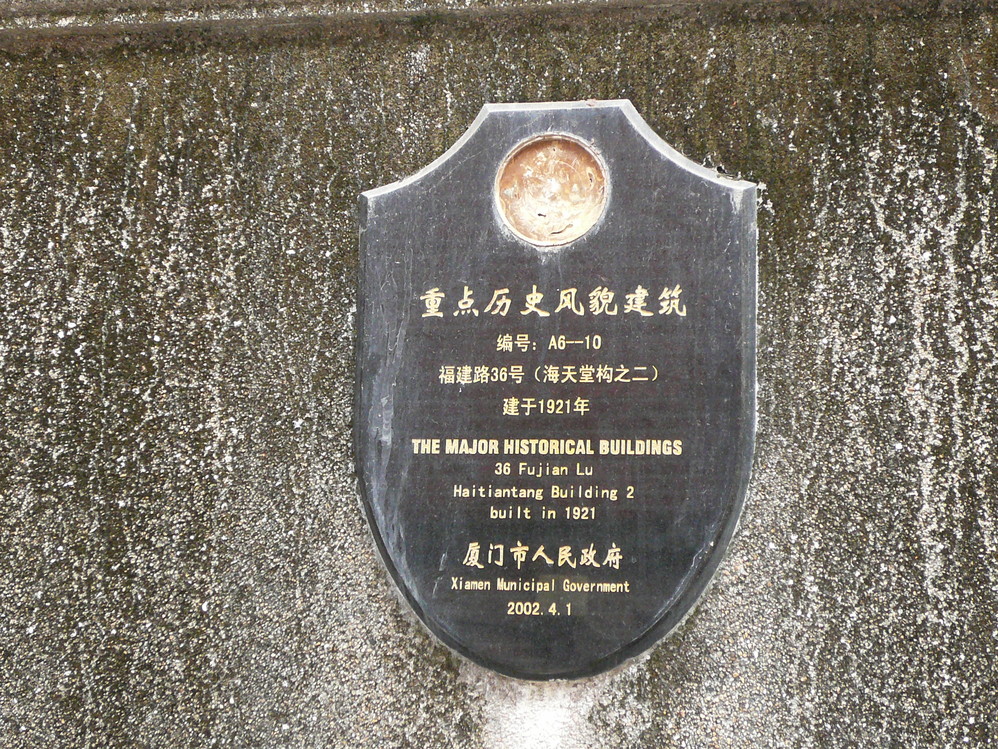 重点历史风貌建筑
编号：A6--10
福建路36号（海天堂构之二）
建于1921年
THE MAJOR HISTORICAL BUILDINGS
36 Fujian Lu
Haitiantang Building 2
built in 1921
厦门市人民政府
Xiamen Municipal Government
2002.4.1